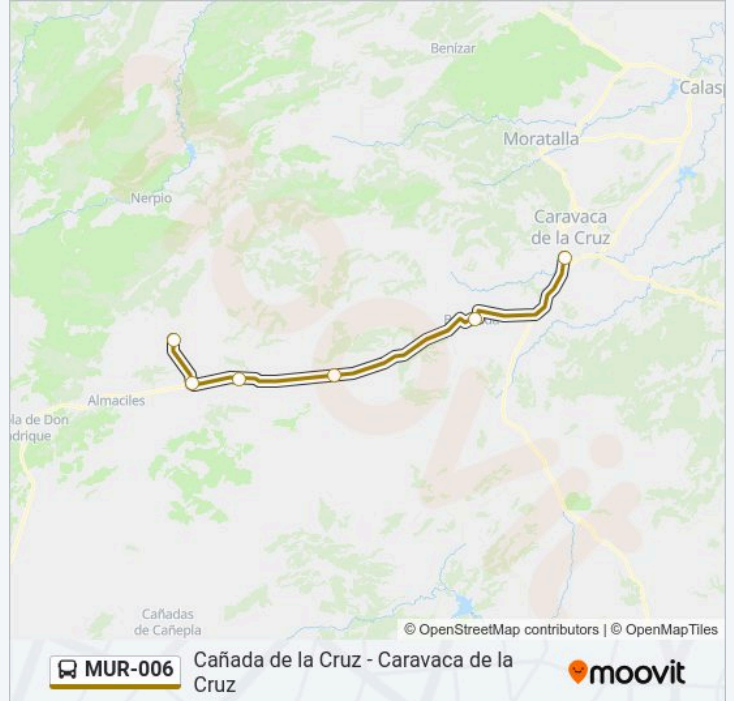 Benízar
Calasp
Moratalla
Nerpio
Caravaca
de la Cruz
Almaciles
la de Don
drique
Cañadas
de Cañepla
© OpenStreetMap contributors | © OpenMapTiles
MUR-006
Cañada de la Cruz - Caravaca de la
Cruz
moovit